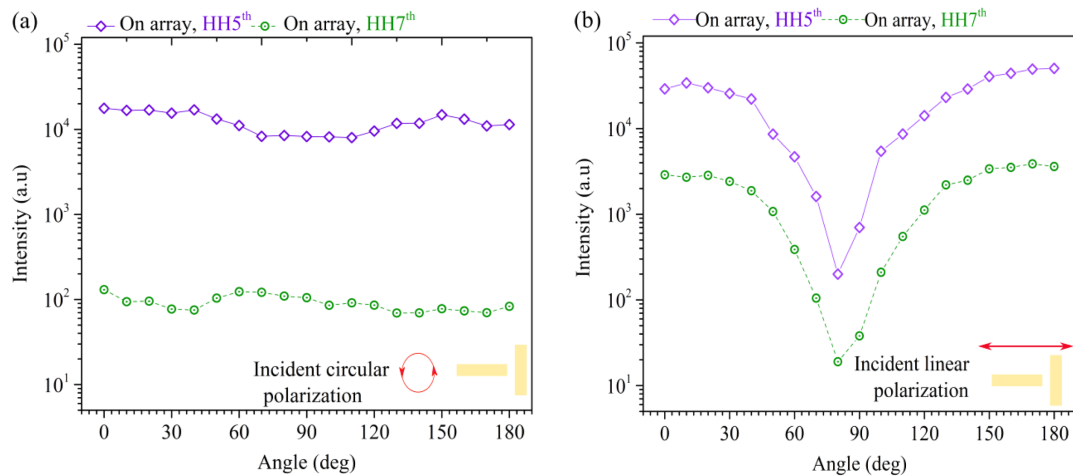 (a)
On array, HH5th On array, HH7th
Intensity (a.u)
10^5
10^4
10^3
10^2
10^1
Incident circular
polarization
0 30 60 90 120 150 180
Angle (deg)
(b)
On array, HH5th On array, HH7th
Intensity (a.u)
10^5
10^4
10^3
10^2
10^1
Incident linear
polarization
0 30 60 90 120 150 180
Angle (deg)